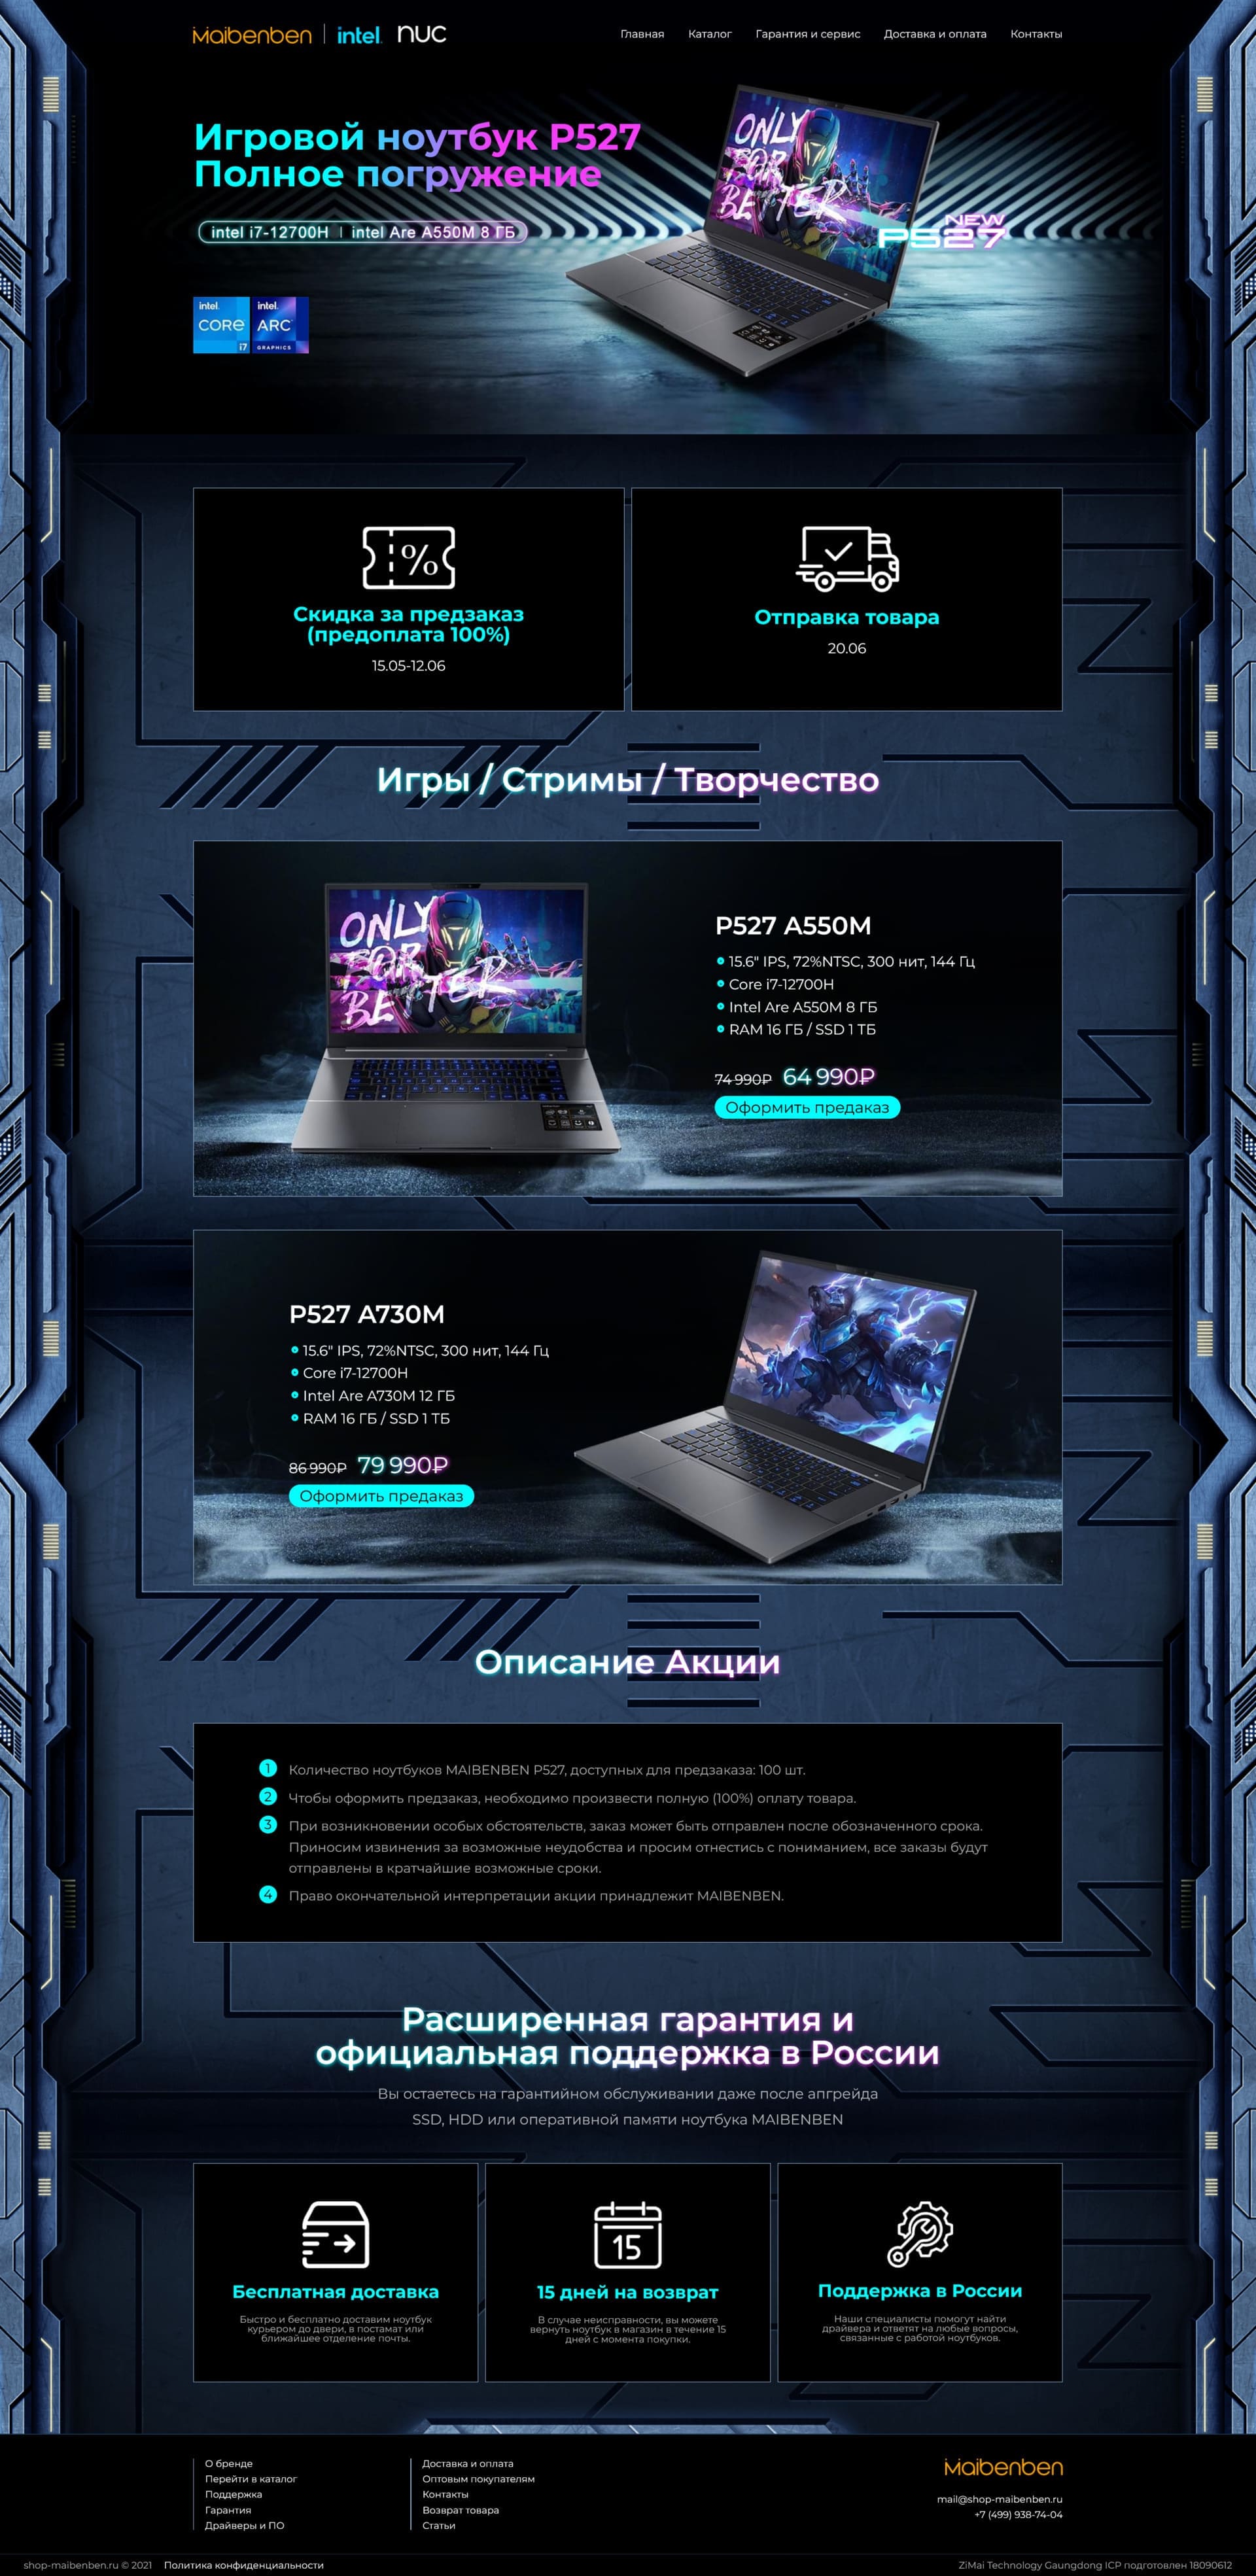 Maibenben | intel. nuc
Главная Каталог Гарантия и сервис Доставка и оплата Контакты
Игровой ноутбук P527
Полное погружение
intel i7-12700H | intel Are A550M 8 ГБ
ONLY
FOR
BETTER
NEW
P527
intel. intel.
CORE ARC
i7 GRAPHICS
%
Скидка за предзаказ
(предоплата 100%)
15.05-12.06
Отправка товара
20.06
Игры / Стримы / Творчество
ONLY
FOR
BETTER
P527 A550M
15.6" IPS, 72%NTSC, 300 нит, 144 Гц
Core i7-12700H
Intel Are A550M 8 ГБ
RAM 16 ГБ / SSD 1 ТБ
74 990₽ 64 990₽
Оформить предаказ
P527 A730M
15.6" IPS, 72%NTSC, 300 нит, 144 Гц
Core i7-12700H
Intel Are A730M 12 ГБ
RAM 16 ГБ / SSD 1 ТБ
86 990₽ 79 990₽
Оформить предаказ
Описание Акции
1 Количество ноутбуков MAIBENBEN P527, доступных для предзаказа: 100 шт.
2 Чтобы оформить предзаказ, необходимо произвести полную (100%) оплату товара.
3 При возникновении особых обстоятельств, заказ может быть отправлен после обозначенного срока.
Приносим извинения за возможные неудобства и просим отнестись с пониманием, все заказы будут
отправлены в кратчайшие возможные сроки.
4 Право окончательной интерпретации акции принадлежит MAIBENBEN.
Расширенная гарантия и
официальная поддержка в России
Вы остаетесь на гарантийном обслуживании даже после апгрейда
SSD, HDD или оперативной памяти ноутбука MAIBENBEN
Бесплатная доставка
Быстро и бесплатно доставим ноутбук
курьером до двери, в постамат или
ближайшее отделение почты.
15
15 дней на возврат
В случае неисправности, вы можете
вернуть ноутбук в магазин в течение 15
дней с момента покупки.
Поддержка в России
Наши специалисты помогут найти
драйвера и ответят на любые вопросы,
связанные с работой ноутбуков.
О бренде
Перейти в каталог
Поддержка
Гарантия
Драйверы и ПО
Доставка и оплата
Оптовым покупателям
Контакты
Возврат товара
Статьи
Maibenben
mail@shop-maibenben.ru
+7 (499) 938-74-04
shop-maibenben.ru © 2021 Политика конфиденциальности
ZiMai Technology Gaungdong ICP подготовлен 18090612